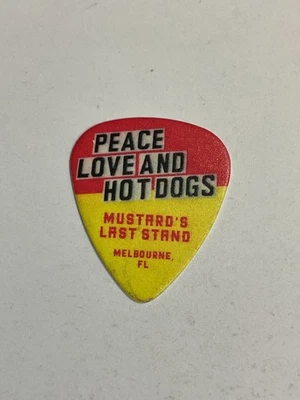 PEACE
LOVE AND
HOT DOGS
MUSTARD'S
LAST STAND
MELBOURNE,
FL